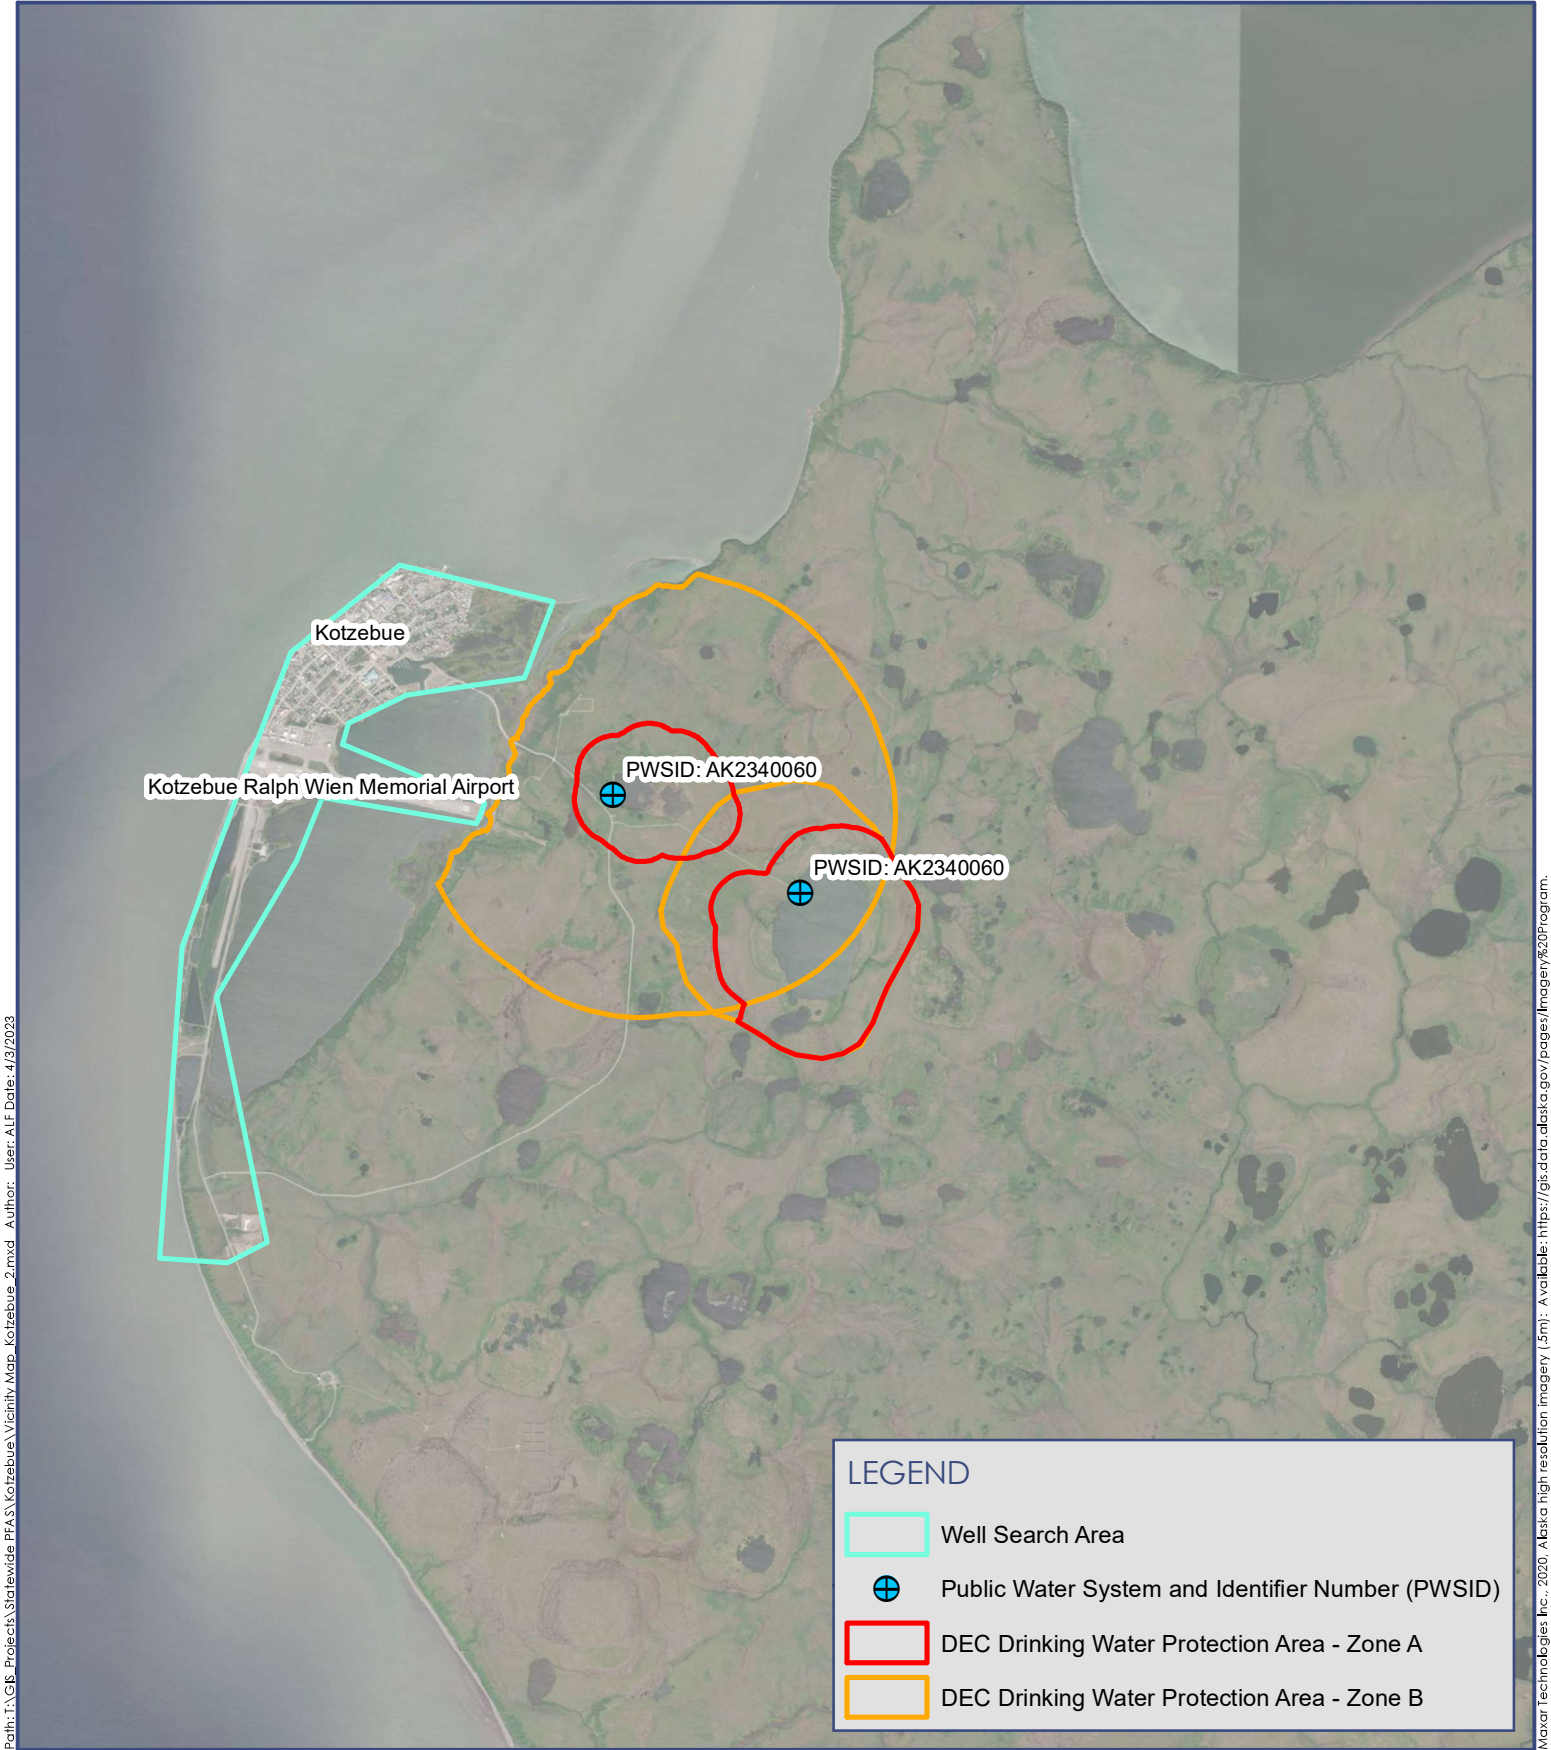 Kotzebue
Kotzebue Ralph Wien Memorial Airport
PWSID: AK2340060
PWSID: AK2340060
LEGEND
Well Search Area
Public Water System and Identifier Number (PWSID)
DEC Drinking Water Protection Area - Zone A
DEC Drinking Water Protection Area - Zone B
Path: T:\GIS_Projects\Statewide PFAS\Kotzebue\Vicinity Map_Kotzebue_2.mxd Author: User: ALF Date: 4/3/2023
Maxar Technologies Inc., 2020, Alaska high resolution imagery (.5m): Available: https://gis.data.alaska.gov/pages/Imagery%20Program.